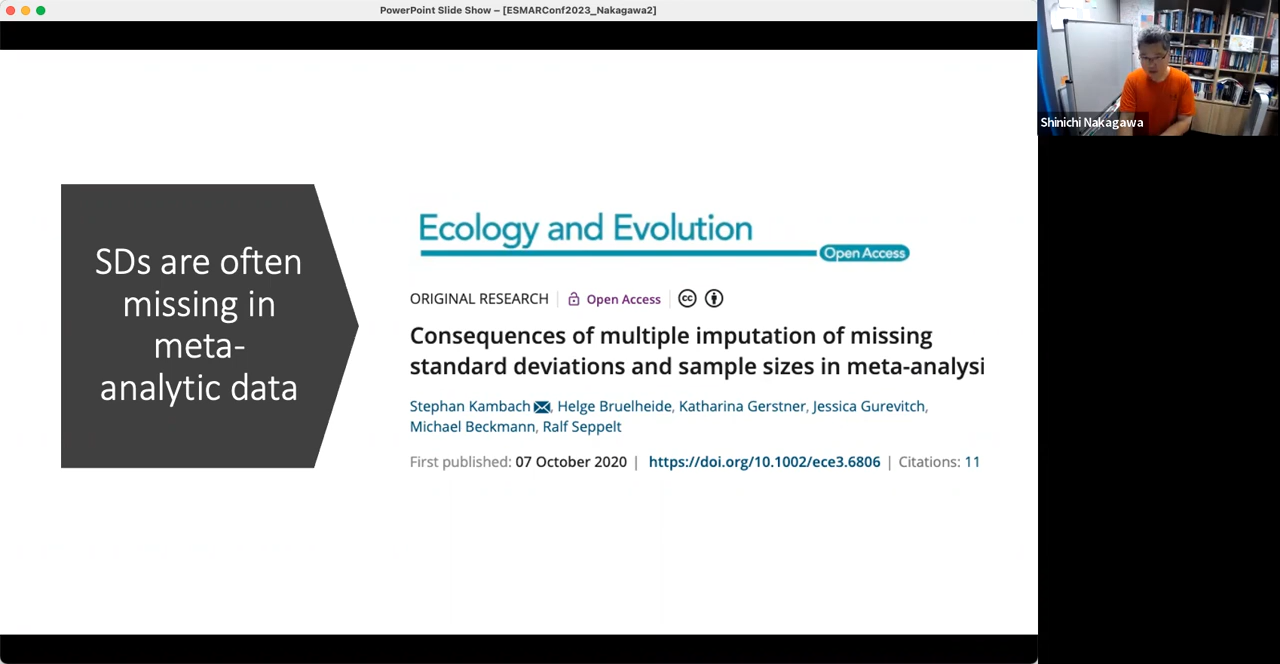 PowerPoint Slide Show – [ESMARConf2023_Nakagawa2]
Shinichi Nakagawa
SDs are often
missing in
meta-
analytic data
Ecology and Evolution
Open Access
ORIGINAL RESEARCH | Open Access | cc
Consequences of multiple imputation of missing
standard deviations and sample sizes in meta-analysi
Stephan Kambach, Helge Bruelheide, Katharina Gerstner, Jessica Gurevitch,
Michael Beckmann, Ralf Seppelt
First published: 07 October 2020 | https://doi.org/10.1002/ece3.6806 | Citations: 11